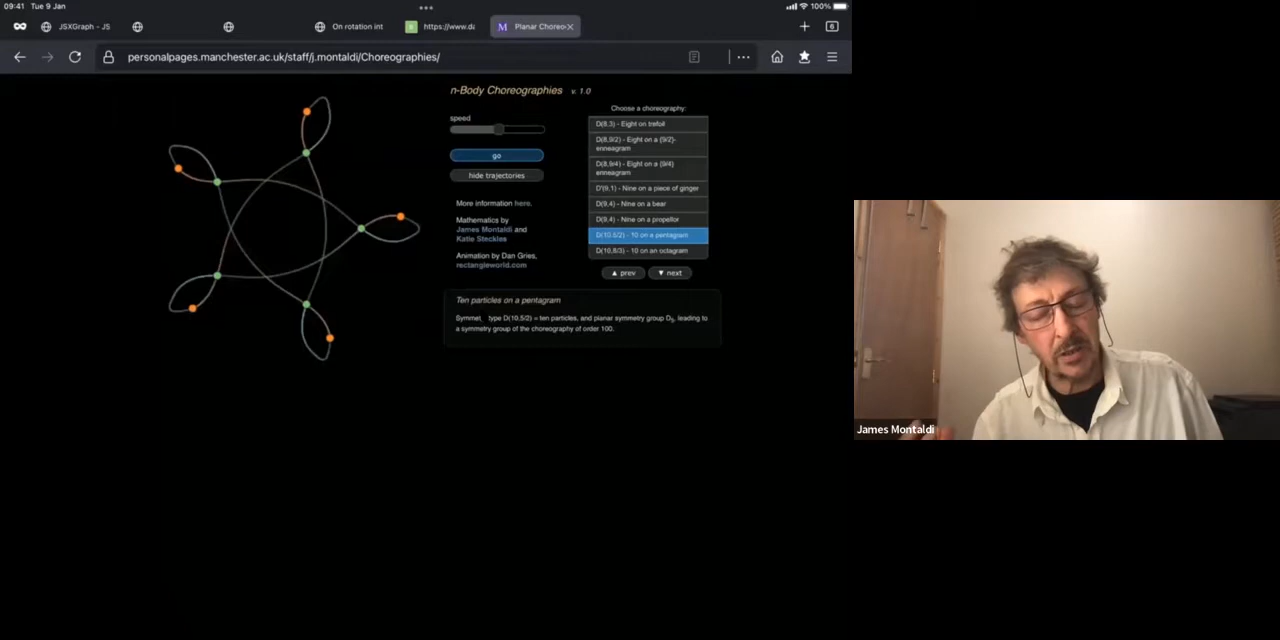 09:41 Tue 9 Jan
100%
JSXGraph - JS
On rotation int
https://www.da
M Planar Choreo
6
personalpages.manchester.ac.uk/staff/j.montaldi/Choreographies/
n-Body Choreographies v. 1.0
speed
go
hide trajectories
More information here.
Mathematics by
James Montaldi and
Katie Steckles
Animation by Dan Gries,
rectangleworld.com
Choose a choreography:
D(8,3) - Eight on trefoil
D(8,9/2) - Eight on a {9/2}-
enneagram
D(8,9/4) - Eight on a {9/4}
enneagram
D'(9,1) - Nine on a piece of ginger
D(9,4) - Nine on a bear
D(9,4) - Nine on a propellor
D(10,5/2) - 10 on a pentagram
D(10,8/3) - 10 on an octagram
▲ prev
▼ next
Ten particles on a pentagram
Symmet type D(10,5/2) = ten particles, and planar symmetry group D5, leading to
a symmetry group of the choreography of order 100.
James Montaldi